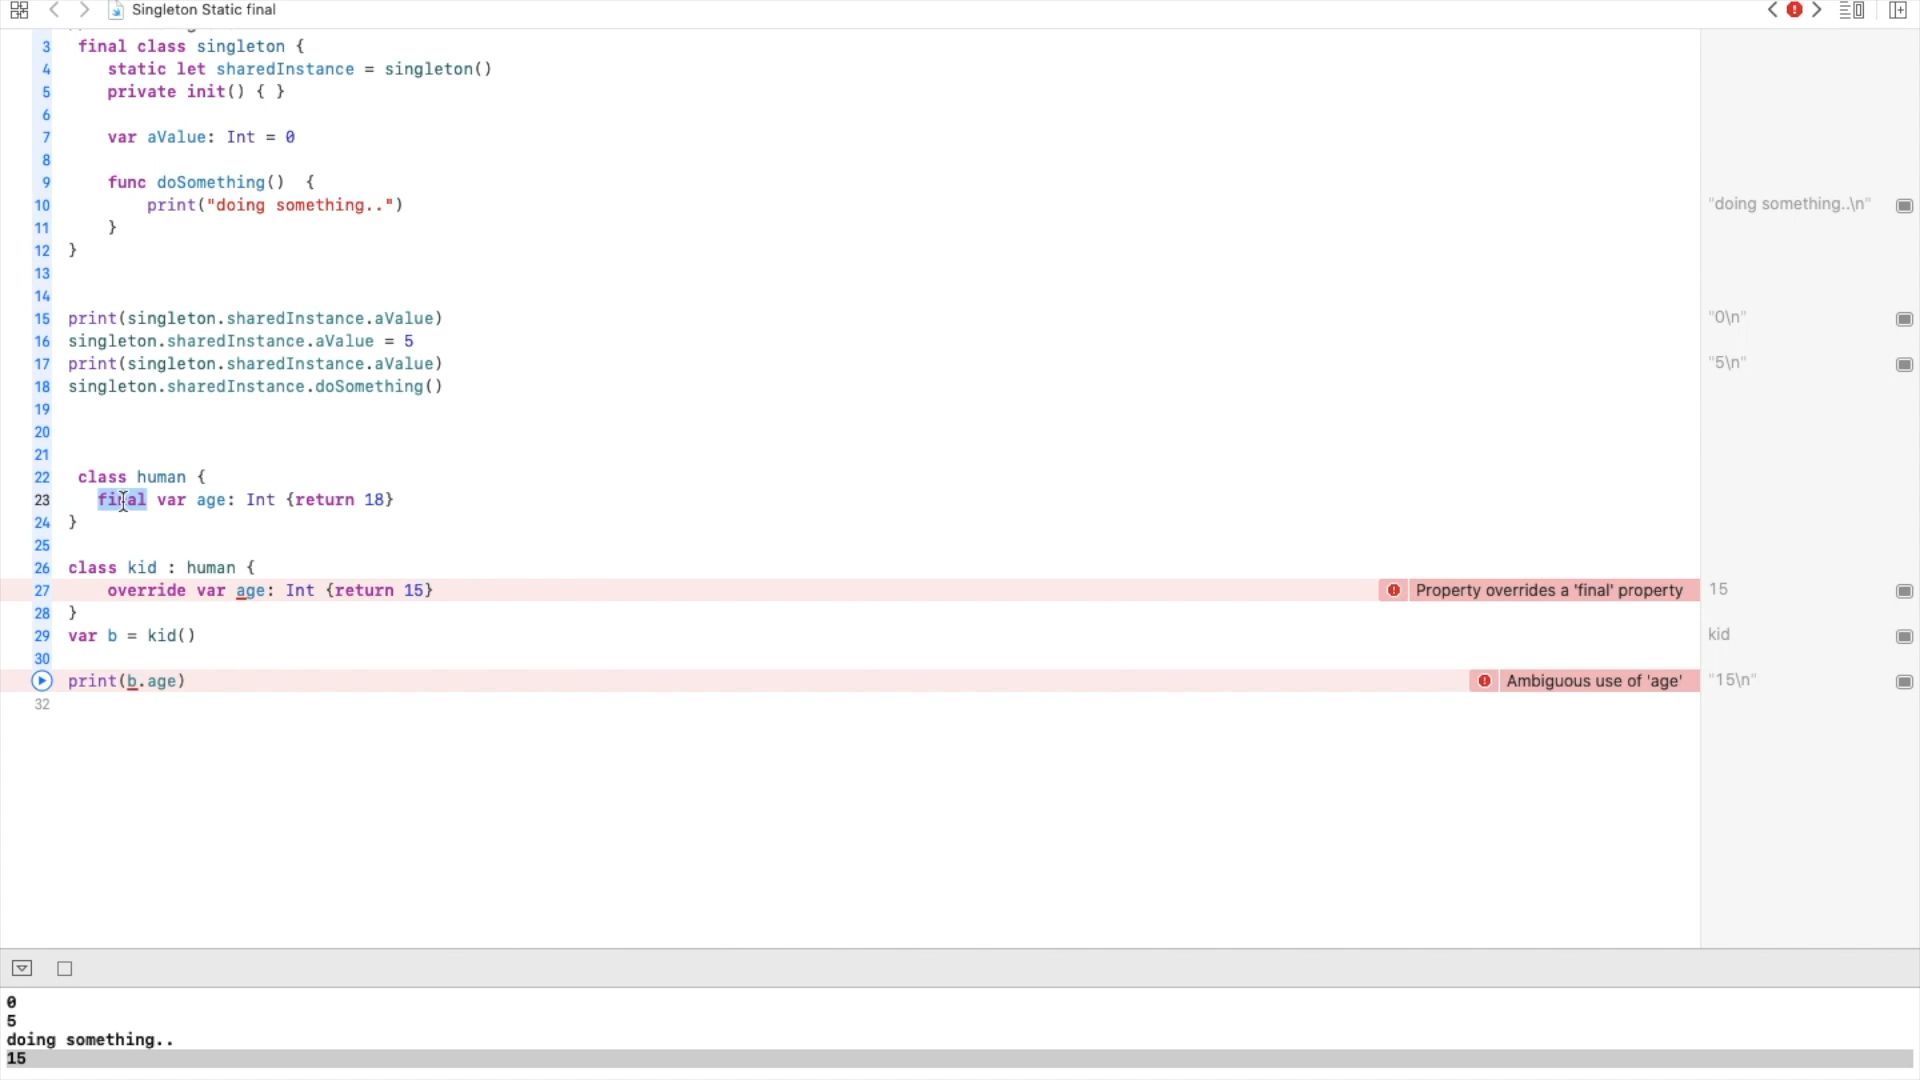 Singleton Static final
3 final class singleton {
4 static let sharedInstance = singleton()
5 private init() { }
6
7 var aValue: Int = 0
8
9 func doSomething()  {
10 print("doing something..") "doing something..\n"
11 }
12 }
13
14
15 print(singleton.sharedInstance.aValue) "0\n"
16 singleton.sharedInstance.aValue = 5
17 print(singleton.sharedInstance.aValue) "5\n"
18 singleton.sharedInstance.doSomething()
19
20
21
22 class human {
23 final var age: Int {return 18}
24 }
25
26 class kid : human {
27 override var age: Int {return 15} Property overrides a 'final' property 15
28 }
29 var b = kid() kid
30
print(b.age) Ambiguous use of 'age' "15\n"
32
0
5
doing something..
15